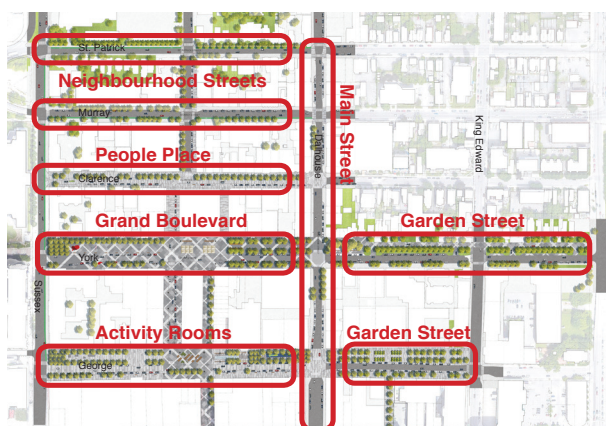 St. Patrick
Neighbourhood Streets
Murray
Main Street
Dalhousie
King Edward
People Place
Clarence
Grand Boulevard
Garden Street
York
Sussex
Activity Rooms
Garden Street
George